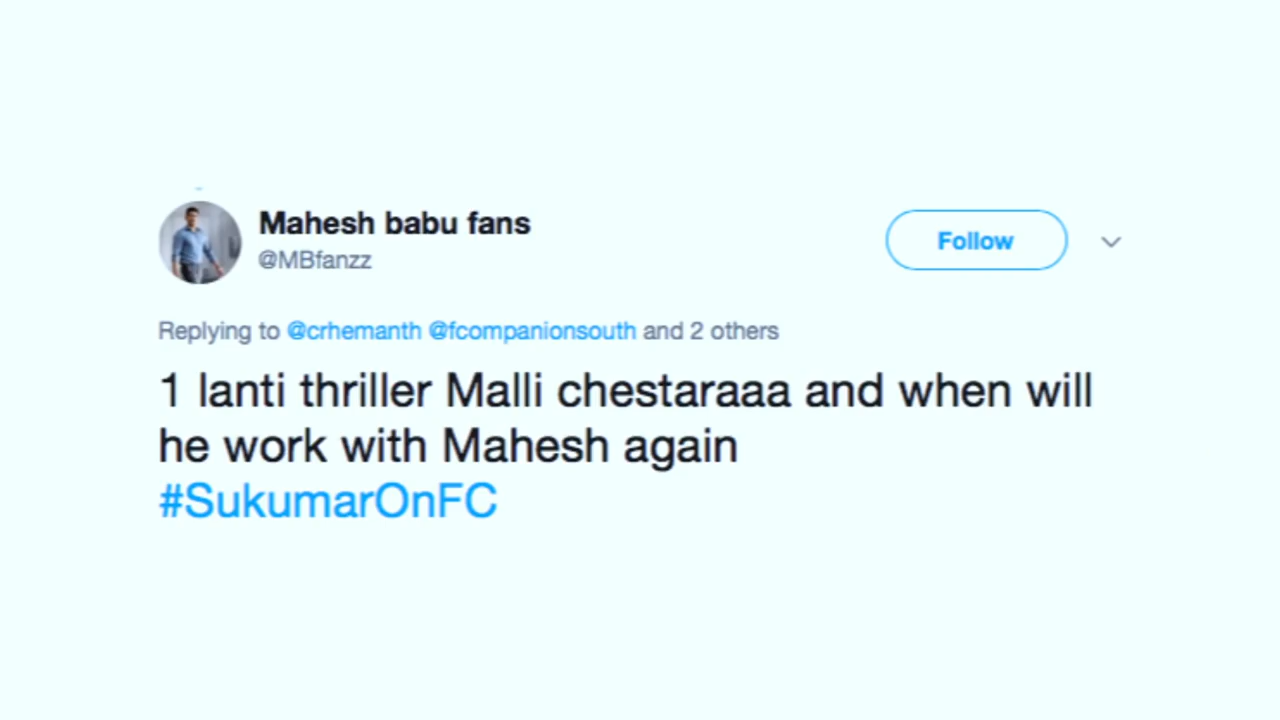 Mahesh babu fans
@MBfanzz
Follow
Replying to @crhemanth @fcompanionsouth and 2 others
1 lanti thriller Malli chestaraaa and when will
he work with Mahesh again
#SukumarOnFC